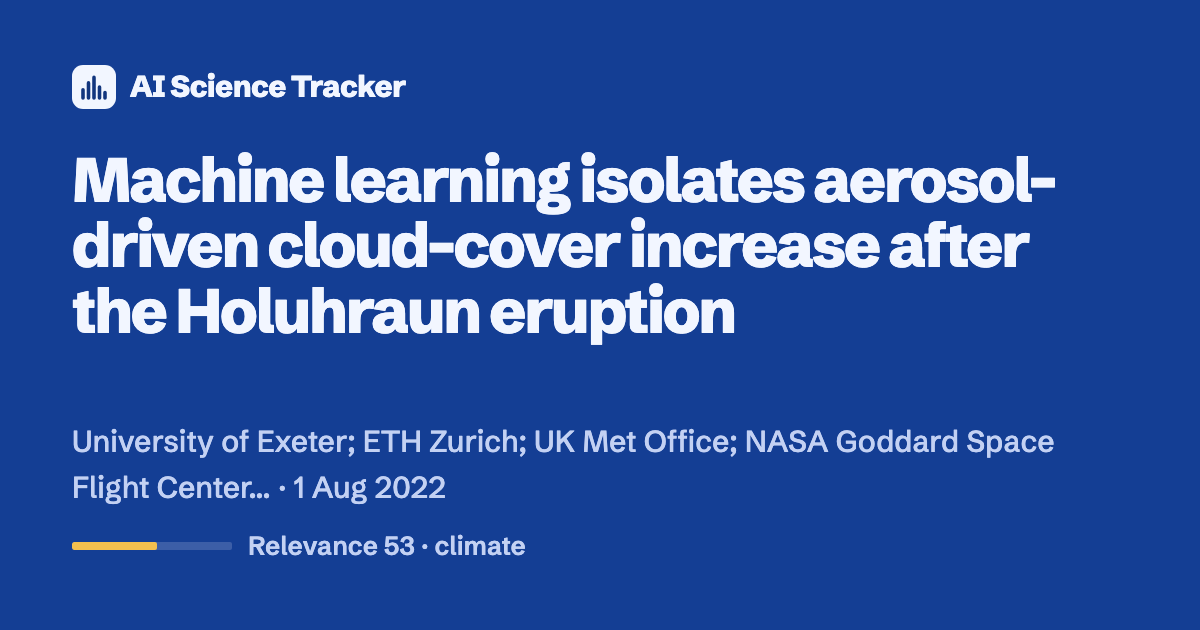 AI Science Tracker
Machine learning isolates aerosol-
driven cloud-cover increase after
the Holuhraun eruption
University of Exeter; ETH Zurich; UK Met Office; NASA Goddard Space
Flight Center... · 1 Aug 2022
Relevance 53 · climate